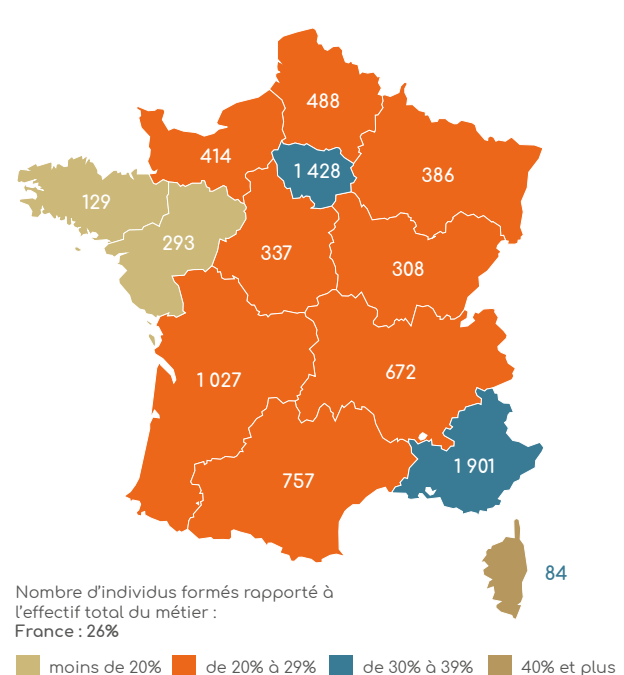 488
414
1 428
386
129
293
337
308
1 027
672
757
1 901
84
Nombre d'individus formés rapporté à
l'effectif total du métier :
France : 26%
moins de 20%
de 20% à 29%
de 30% à 39%
40% et plus